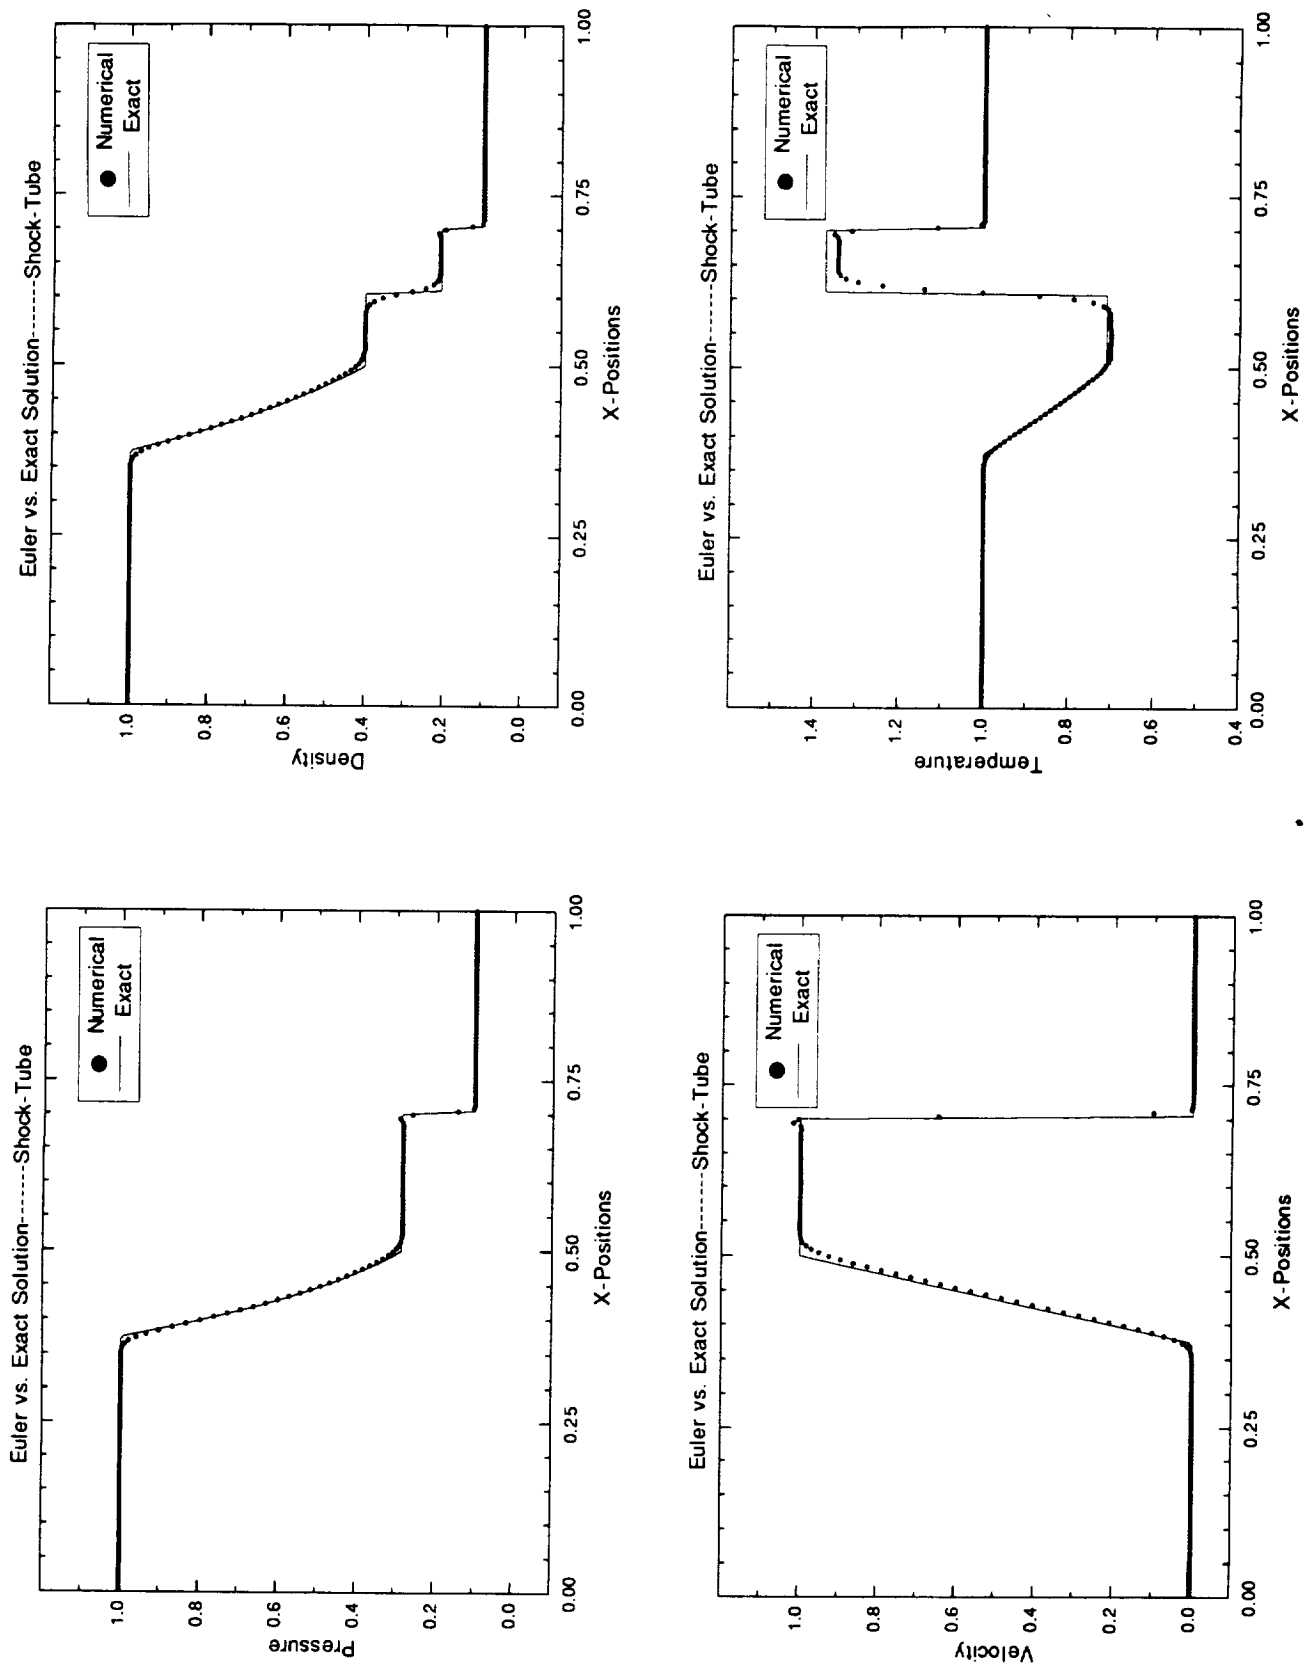 Euler vs. Exact Solution-------Shock-Tube
Numerical
Exact
Pressure
1.0
0.8
0.6
0.4
0.2
0.0
0.00
0.25
0.50
0.75
1.00
X-Positions
Euler vs. Exact Solution-------Shock-Tube
Numerical
Exact
Density
1.0
0.8
0.6
0.4
0.2
0.0
0.00
0.25
0.50
0.75
1.00
X-Positions
Euler vs. Exact Solution-------Shock-Tube
Numerical
Exact
Velocity
1.0
0.8
0.6
0.4
0.2
0.0
0.00
0.25
0.50
0.75
1.00
X-Positions
Euler vs. Exact Solution-------Shock-Tube
Numerical
Exact
Temperature
1.4
1.2
1.0
0.8
0.6
0.4
0.00
0.25
0.50
0.75
1.00
X-Positions